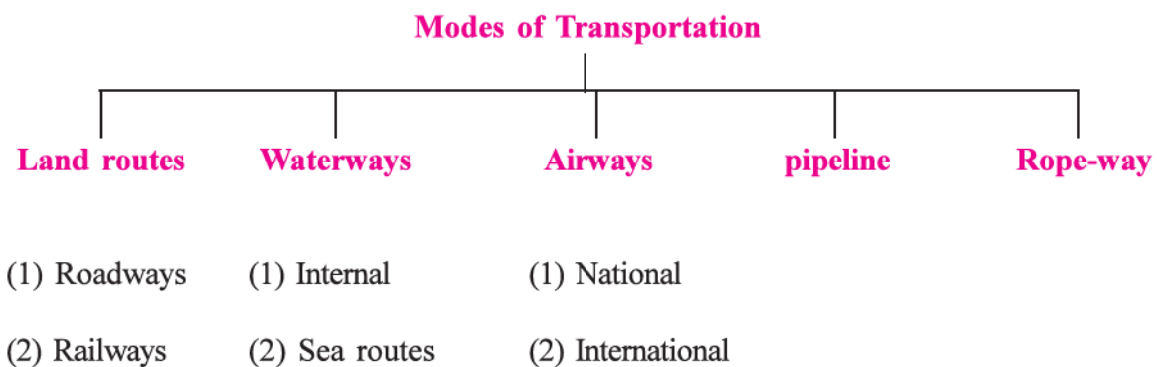 Modes of Transportation
Land routes Waterways Airways pipeline Rope-way
(1) Roadways (1) Internal (1) National
(2) Railways (2) Sea routes (2) International